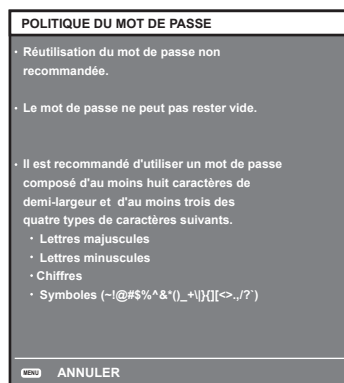 POLITIQUE DU MOT DE PASSE
· Réutilisation du mot de passe non
recommandée.
· Le mot de passe ne peut pas rester vide.
· Il est recommandé d'utiliser un mot de passe
composé d'au moins huit caractères de
demi-largeur et d'au moins trois des
quatre types de caractères suivants.
· Lettres majuscules
· Lettres minuscules
· Chiffres
· Symboles (~!@#$%^&*()_+\|}{][<>.,/?`)
MENU ANNULER